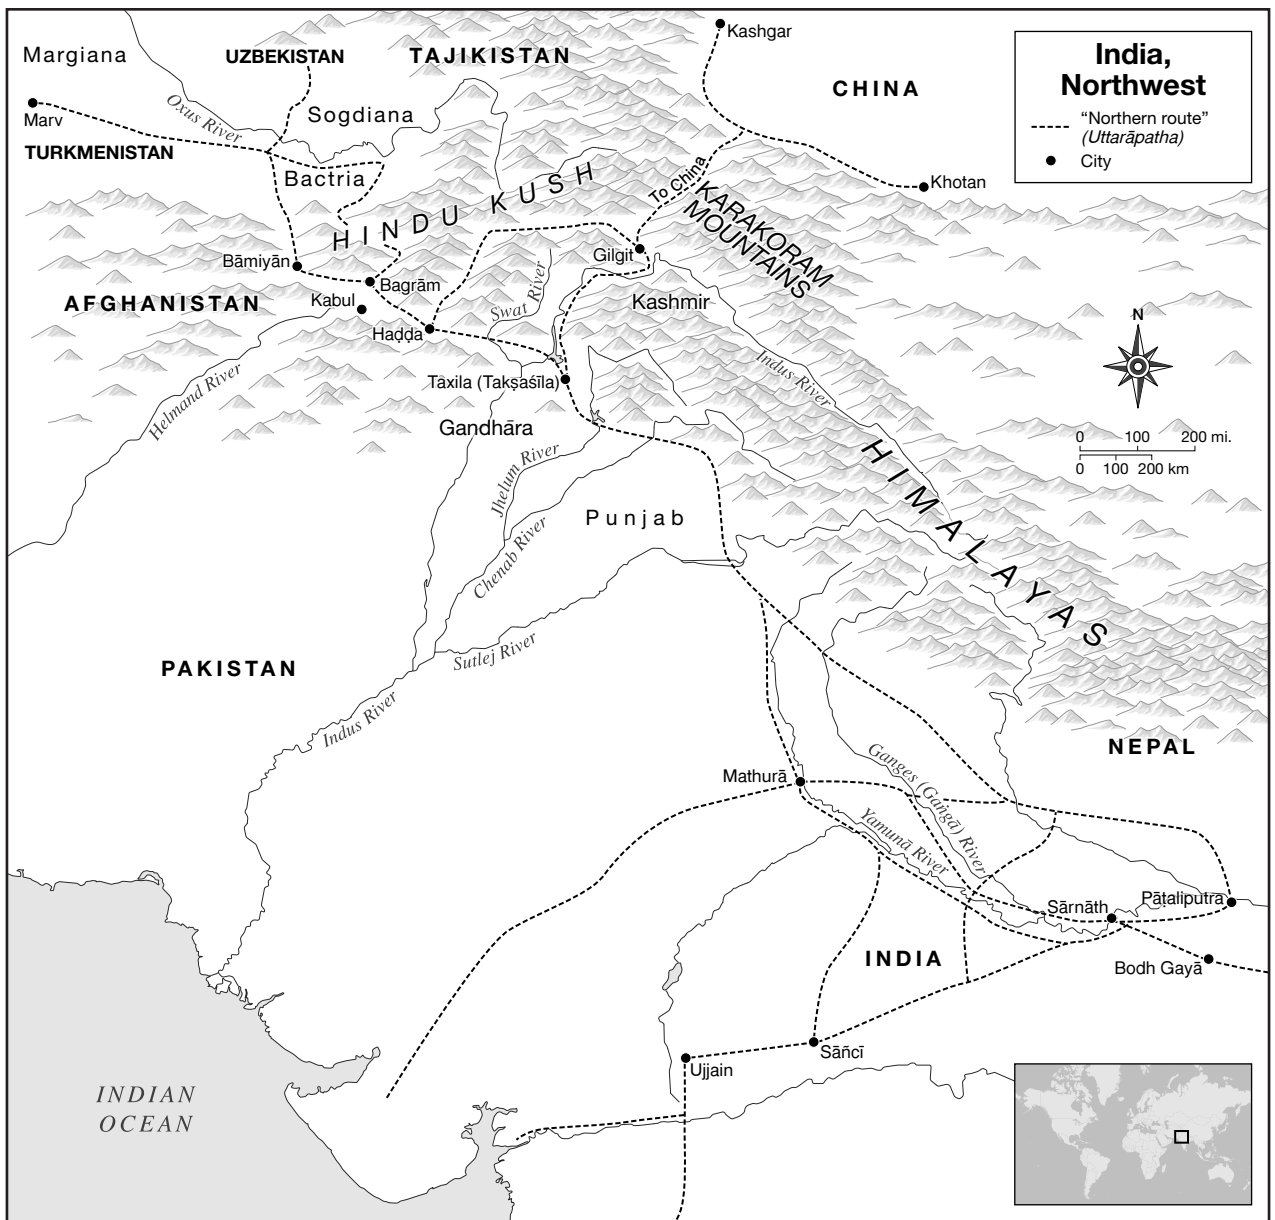 Kashgar
Margiana
UZBEKISTAN
TAJIKISTAN
CHINA
India,
Northwest
“Northern route”
(Uttarāpatha)
City
Marv
Oxus River
Sogdiana
TURKMENISTAN
Bactria
HINDU KUSH
To China
Khotan
KARAKORAM
MOUNTAINS
Bāmiyān
Gilgit
Bagrām
Swat River
Kashmir
AFGHANISTAN
Kabul
Haḍḍa
N
Helmand River
Taxila (Takṣaśīla)
Indus River
Gandhāra
0 100 200 mi.
0 100 200 km
Jhelum River
HIMALAYAS
Punjab
Chenab River
Sutlej River
PAKISTAN
Indus River
NEPAL
Mathurā
Ganges (Gaṅgā) River
Yamunā River
Sārnāth
Pāṭaliputra
INDIA
Bodh Gayā
Sāñcī
Ujjain
INDIAN
OCEAN